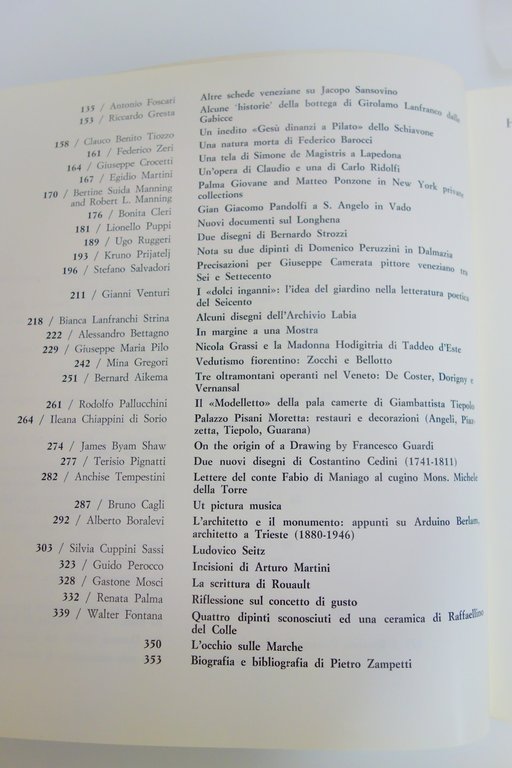 135 / Antonio Foscari Altre schede veneziane su Jacopo Sansovino
153 / Riccardo Gresta Alcune 'historie' della bottega di Girolamo Lanfranco dalle
Gabicce
158 / Clauco Benito Tiozzo Un inedito «Gesù dinanzi a Pilato» dello Schiavone
161 / Federico Zeri Una natura morta di Federico Barocci
164 / Giuseppe Crocetti Una tela di Simone de Magistris a Lapedona
167 / Egidio Martini Un'opera di Claudio e una di Carlo Ridolfi
170 / Bertine Suida Manning Palma Giovane and Matteo Ponzone in New York private
and Robert L. Manning collections
176 / Bonita Cleri Gian Giacomo Pandolfi a S. Angelo in Vado
181 / Lionello Puppi Nuovi documenti sul Longhena
189 / Ugo Ruggeri Due disegni di Bernardo Strozzi
193 / Kruno Prijatelj Nota su due dipinti di Domenico Peruzzini in Dalmazia
196 / Stefano Salvadori Precisazioni per Giuseppe Camerata pittore veneziano tra
Sei e Settecento
211 / Gianni Venturi I «dolci inganni»: l'idea del giardino nella letteratura poetica
del Seicento
218 / Bianca Lanfranchi Strina Alcuni disegni dell'Archivio Labia
222 / Alessandro Bettagno In margine a una Mostra
229 / Giuseppe Maria Pilo Nicola Grassi e la Madonna Hodigitria di Taddeo d'Este
242 / Mina Gregori Vedutismo fiorentino: Zocchi e Bellotto
251 / Bernard Aikema Tre oltramontani operanti nel Veneto: De Coster, Dorigny e
Vernansal
261 / Rodolfo Pallucchini Il «Modelletto» della pala camerte di Giambattista Tiepolo
264 / Ileana Chiappini di Sorio Palazzo Pisani Moretta: restauri e decorazioni (Angeli, Piaz-
zetta, Tiepolo, Guarana)
274 / James Byam Shaw On the origin of a Drawing by Francesco Guardi
277 / Terisio Pignatti Due nuovi disegni di Costantino Cedini (1741-1811)
282 / Anchise Tempestini Lettere del conte Fabio di Maniago al cugino Mons. Michele
della Torre
287 / Bruno Cagli Ut pictura musica
292 / Alberto Boralevi L'architetto e il monumento: appunti su Arduino Berlam,
architetto a Trieste (1880-1946)
303 / Silvia Cuppini Sassi Ludovico Seitz
323 / Guido Perocco Incisioni di Arturo Martini
328 / Gastone Mosci La scrittura di Rouault
332 / Renata Palma Riflessione sul concetto di gusto
339 / Walter Fontana Quattro dipinti sconosciuti ed una ceramica di Raffaellino
del Colle
350 L'occhio sulle Marche
353 Biografia e bibliografia di Pietro Zampetti